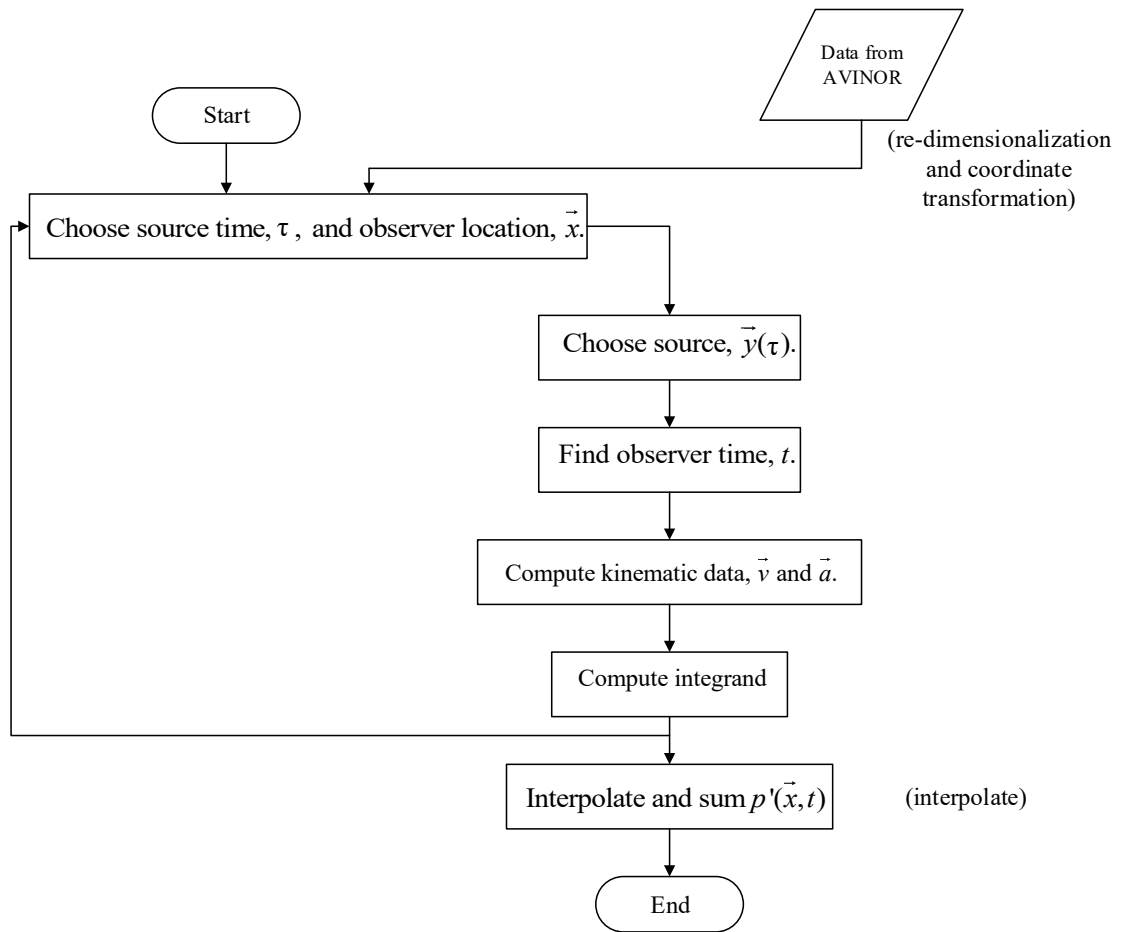 Data from
AVINOR
Start
(re-dimensionalization
and coordinate
transformation)
Choose source time, τ , and observer location, x⃗.
Choose source, y⃗(τ).
Find observer time, t.
Compute kinematic data, v⃗ and a⃗.
Compute integrand
Interpolate and sum p'(x⃗,t)
(interpolate)
End